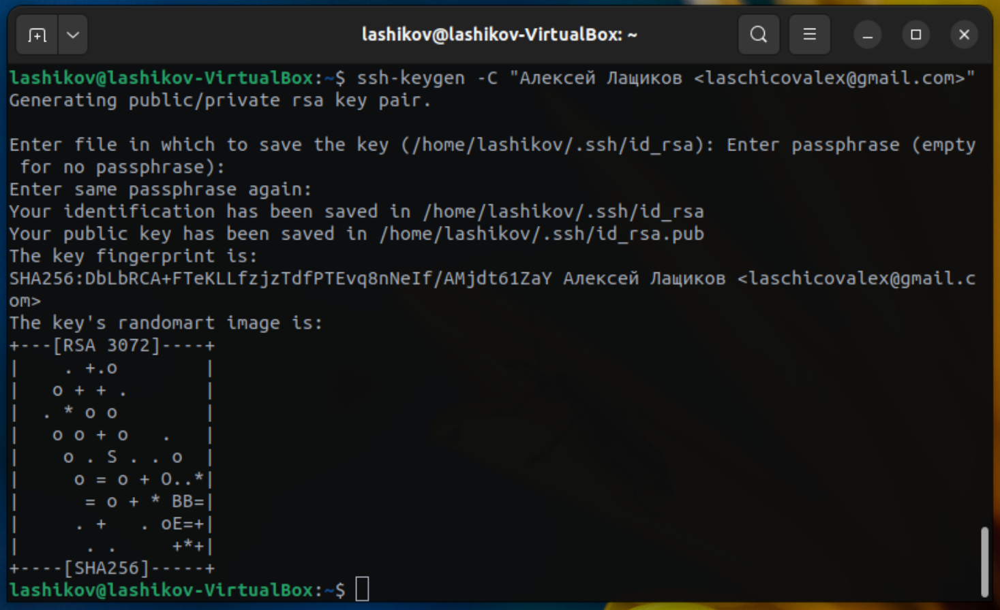 lashikov@lashikov-VirtualBox: ~
lashikov@lashikov-VirtualBox:~$ ssh-keygen -C "Алексей Лащиков <laschicovalex@gmail.com>"
Generating public/private rsa key pair.

Enter file in which to save the key (/home/lashikov/.ssh/id_rsa): Enter passphrase (empty
 for no passphrase):
Enter same passphrase again:
Your identification has been saved in /home/lashikov/.ssh/id_rsa
Your public key has been saved in /home/lashikov/.ssh/id_rsa.pub
The key fingerprint is:
SHA256:DbLbRCA+FTeKLLfzjzTdfPTEvq8nNeIf/AMjdt61ZaY Алексей Лащиков <laschicovalex@gmail.c
om>
The key's randomart image is:
+---[RSA 3072]----+
|    . +.o        |
|   o + + .       |
|  . * o o        |
|   o o + o   .   |
|    o . S . . o  |
|     o = o + O..*|
|      = o + * BB=|
|     . +   . oE=+|
|      . .     +*+|
+----[SHA256]-----+
lashikov@lashikov-VirtualBox:~$